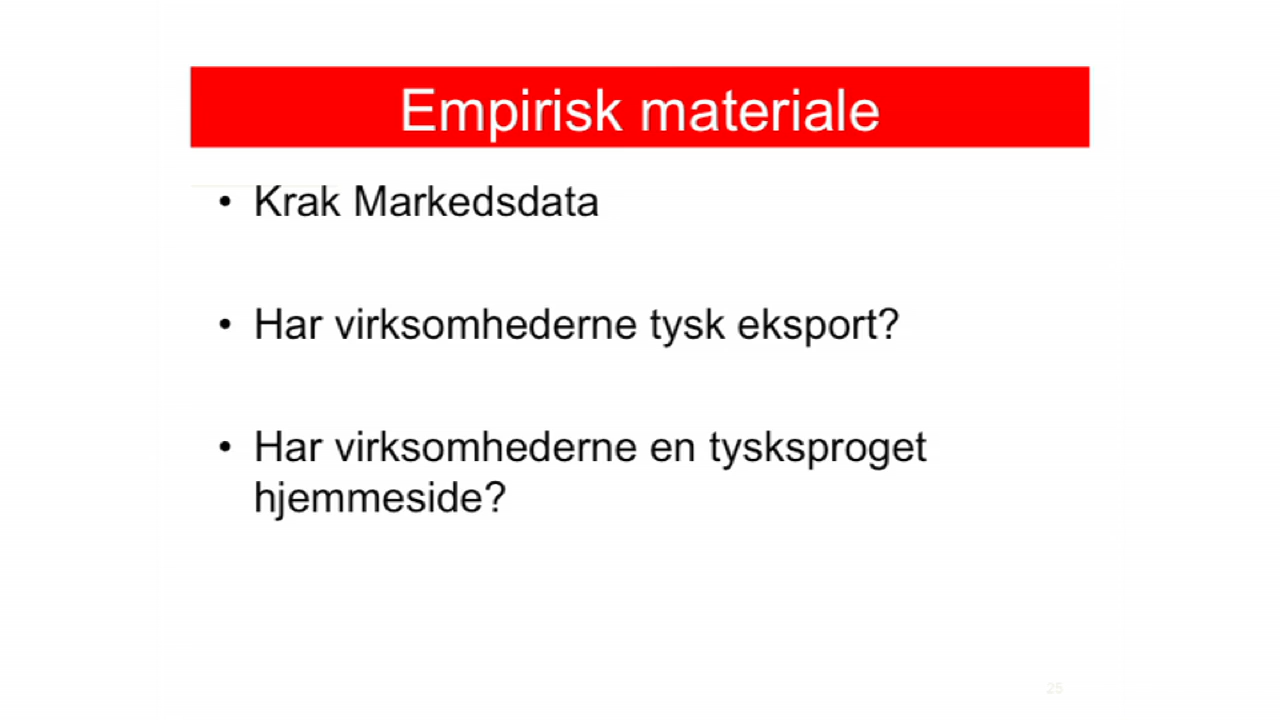 Empirisk materiale
• Krak Markedsdata
• Har virksomhederne tysk eksport?
• Har virksomhederne en tysksproget
hjemmeside?
25